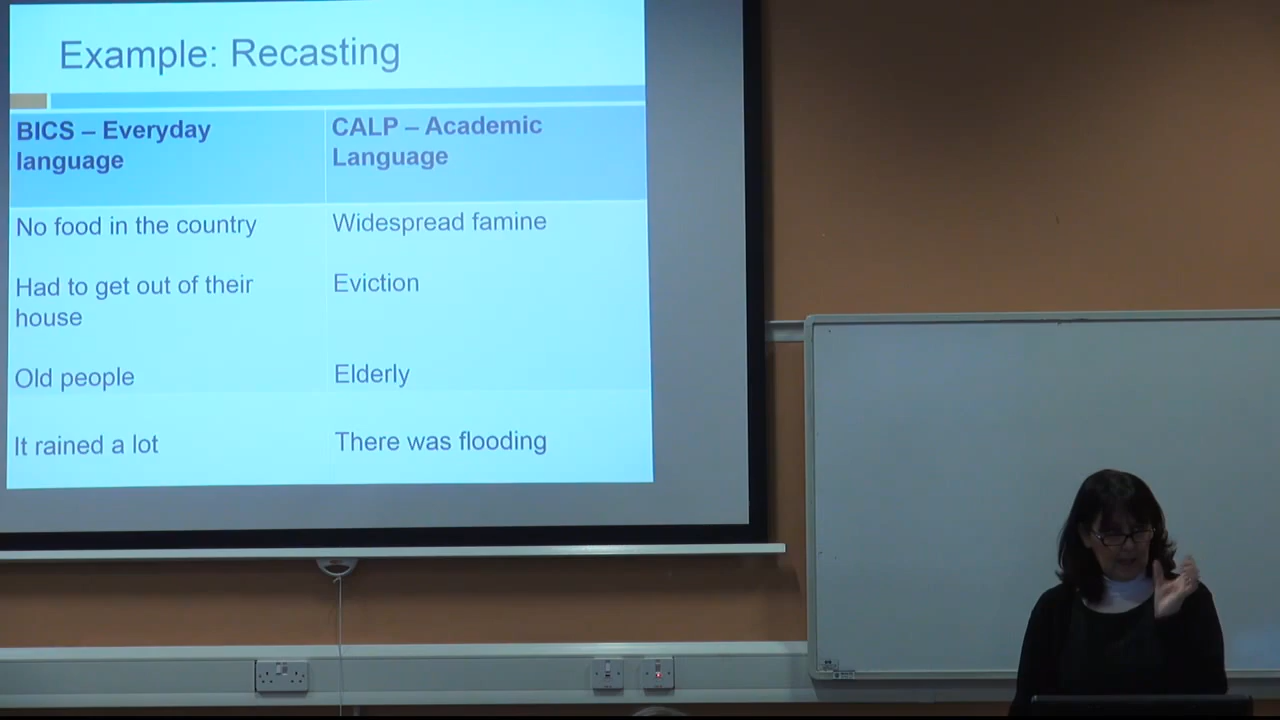 Example: Recasting
BICS – Everyday
language
CALP – Academic
Language
No food in the country
Widespread famine
Had to get out of their
house
Eviction
Old people
Elderly
It rained a lot
There was flooding